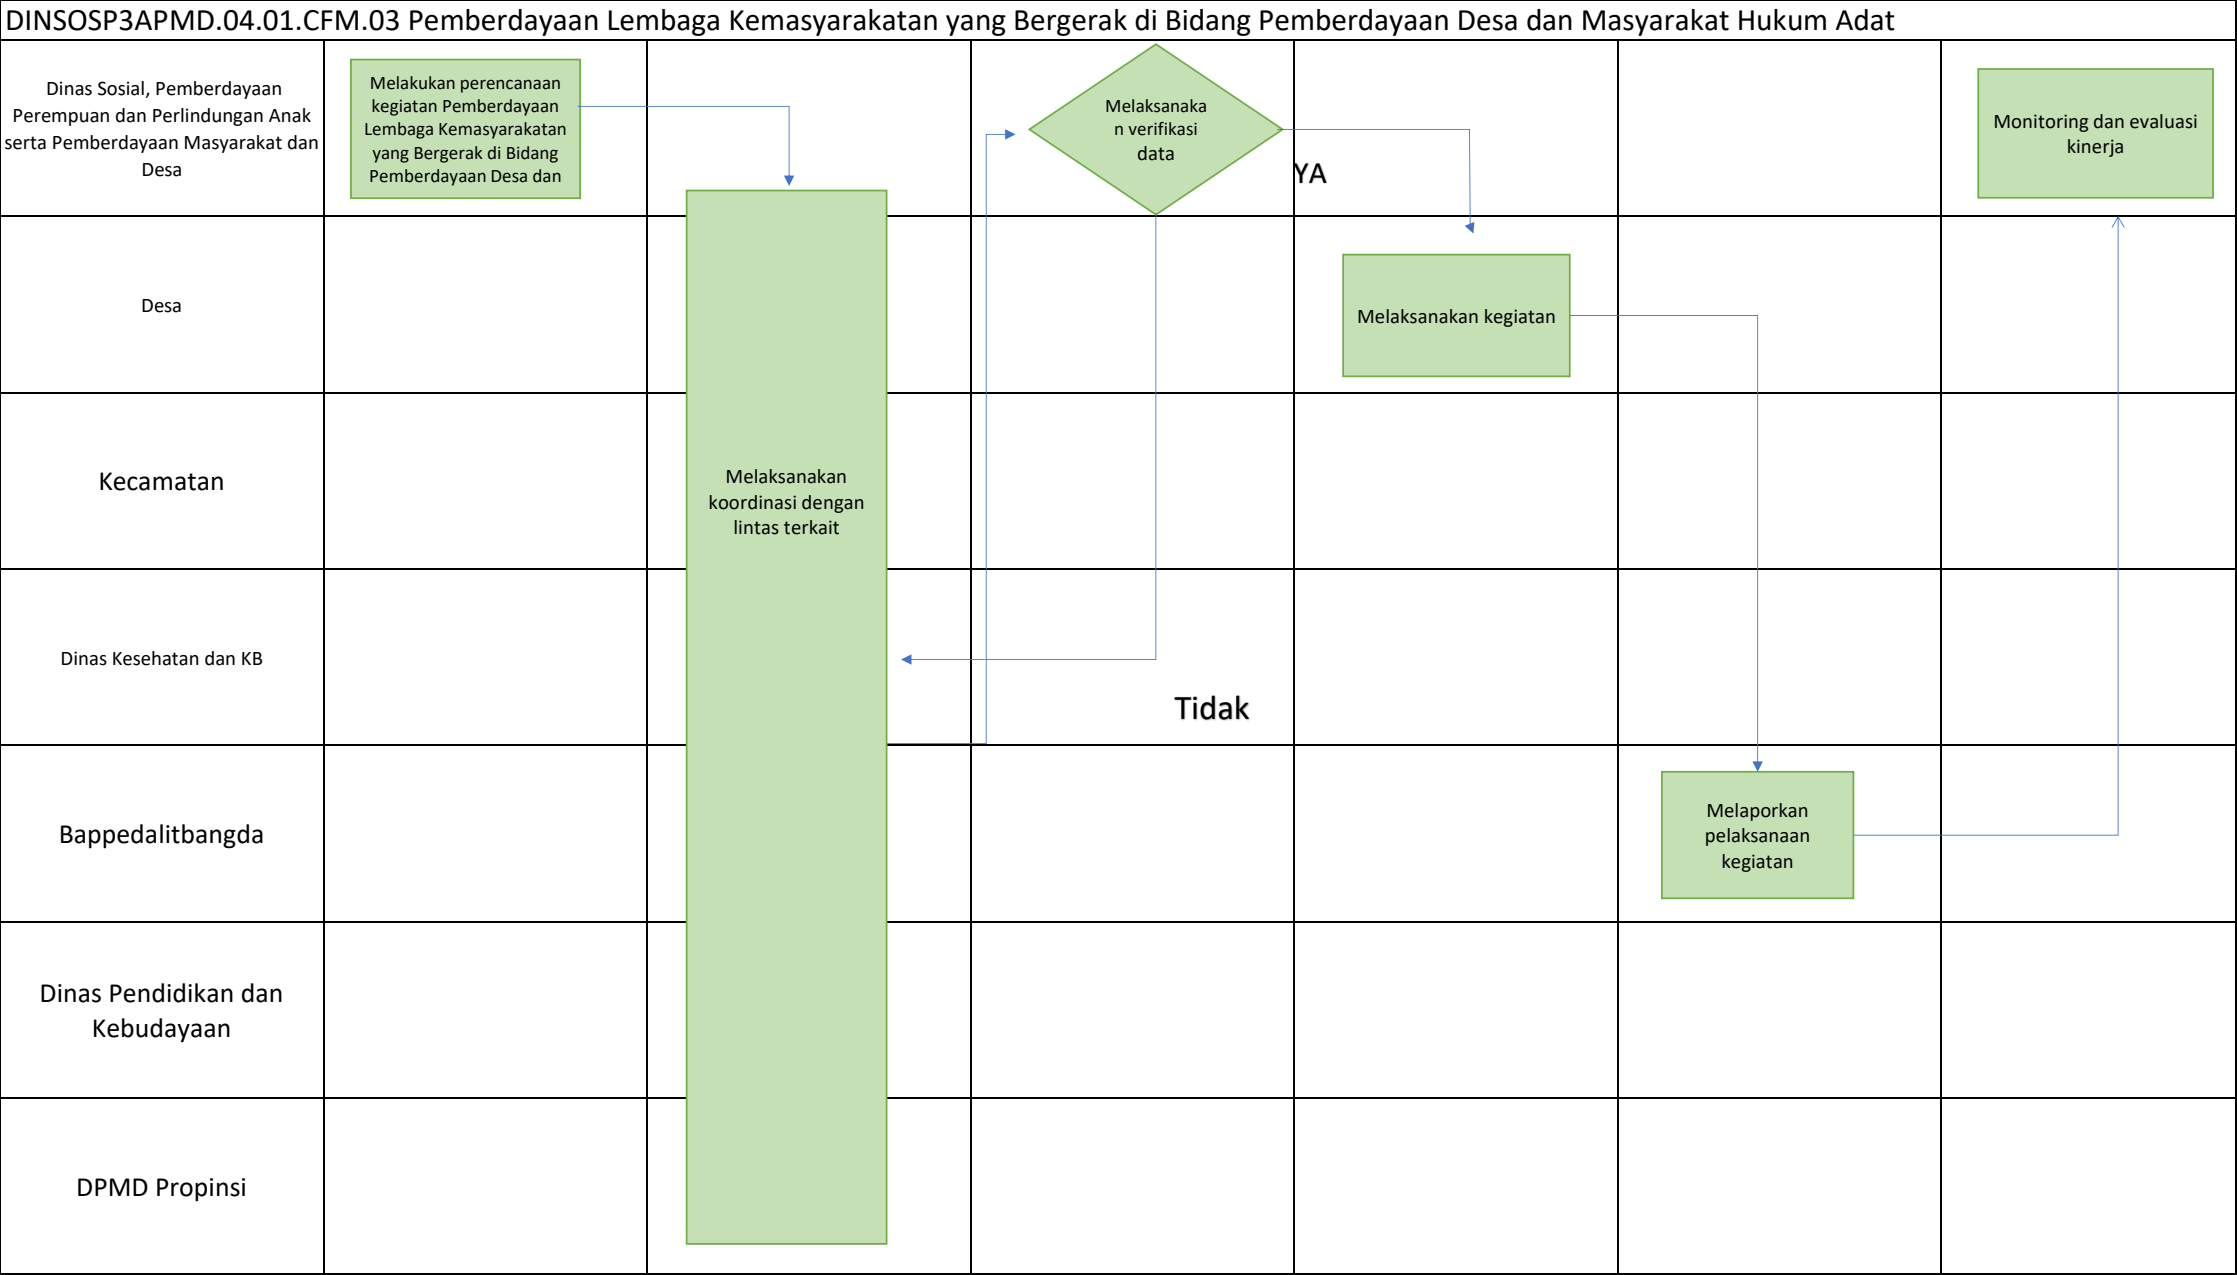 DINSOSP3APMD.04.01.CFM.03 Pemberdayaan Lembaga Kemasyarakatan yang Bergerak di Bidang Pemberdayaan Desa dan Masyarakat Hukum Adat
Dinas Sosial, Pemberdayaan
Perempuan dan Perlindungan Anak
serta Pemberdayaan Masyarakat dan
Desa
Melakukan perencanaan
kegiatan Pemberdayaan
Lembaga Kemasyarakatan
yang Bergerak di Bidang
Pemberdayaan Desa dan
Melaksanaka
n verifikasi
data
YA
Monitoring dan evaluasi
kinerja
Desa
Melaksanakan kegiatan
Kecamatan
Melaksanakan
koordinasi dengan
lintas terkait
Dinas Kesehatan dan KB
Tidak
Bappedalitbangda
Melaporkan
pelaksanaan
kegiatan
Dinas Pendidikan dan
Kebudayaan
DPMD Propinsi